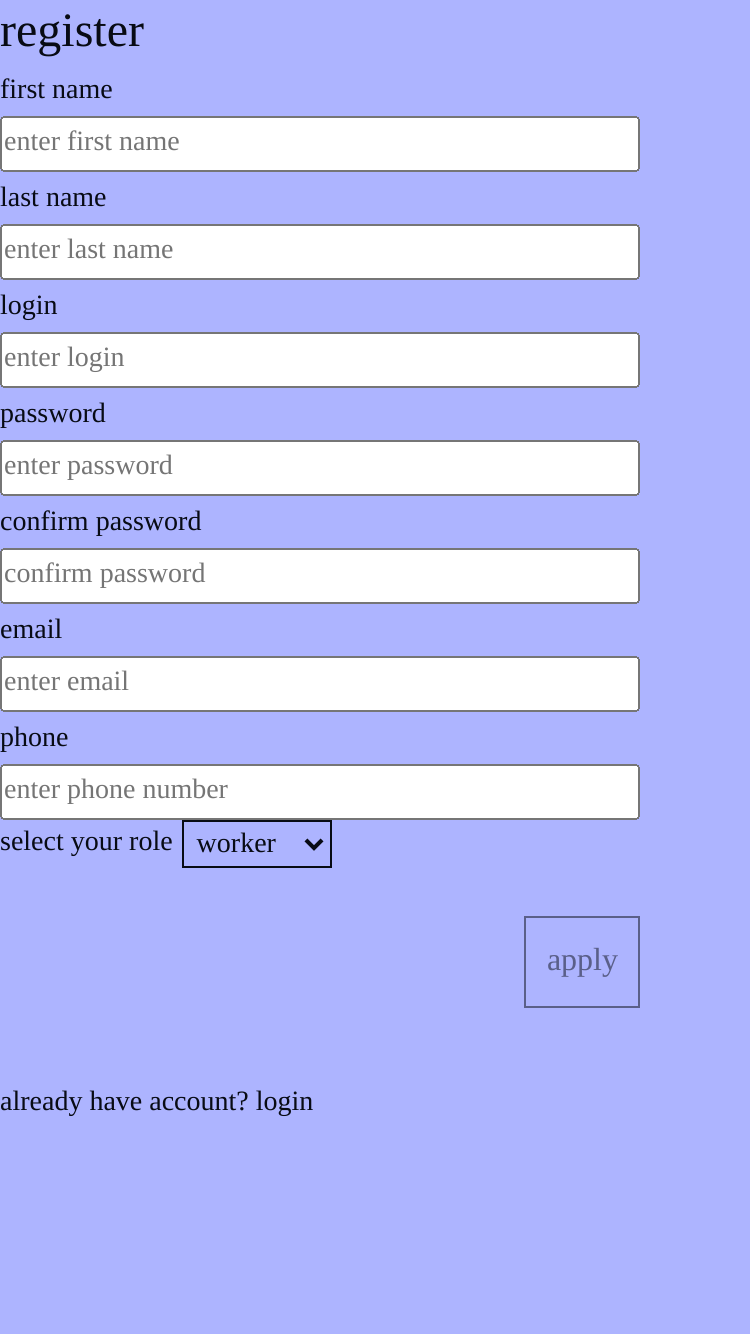 register
first name
enter first name
last name
enter last name
login
enter login
password
enter password
confirm password
confirm password
email
enter email
phone
enter phone number
select your role worker
apply
already have account? login